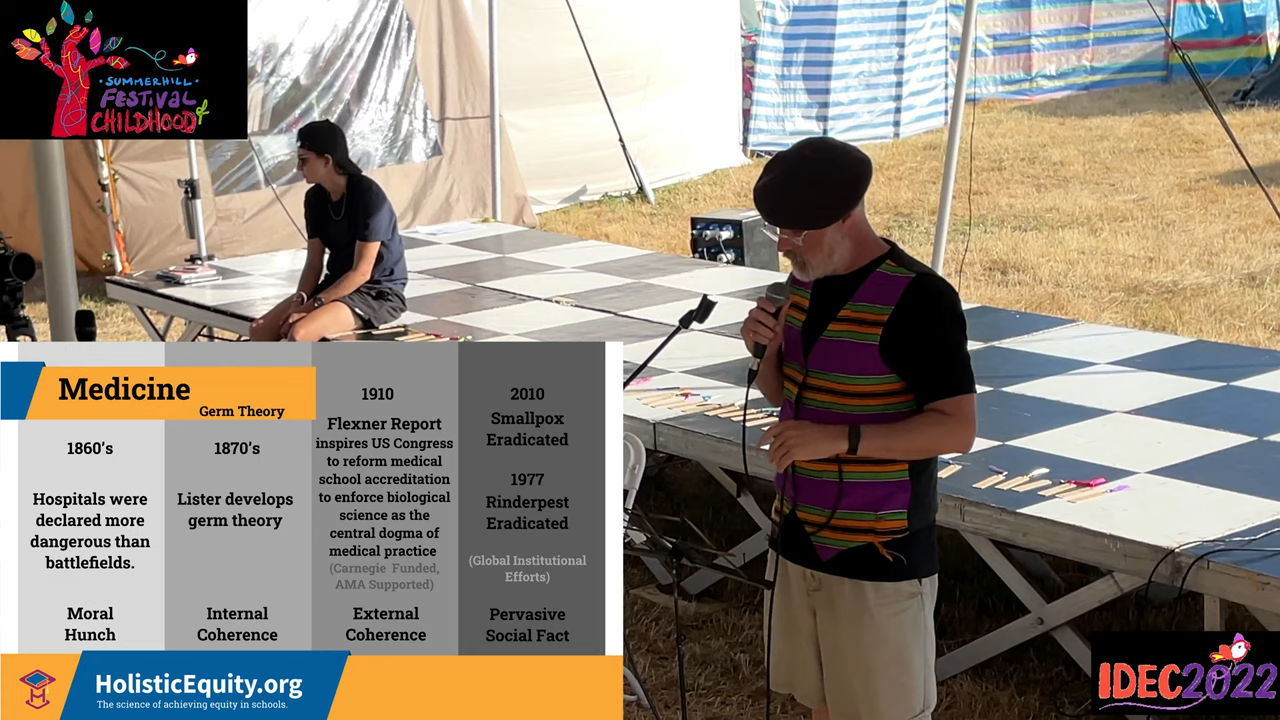 SUMMERHILL
FESTIVAL of
CHILDHOOD
Medicine
Germ Theory
1860's
Hospitals were
declared more
dangerous than
battlefields.
Moral
Hunch
1870's
Lister develops
germ theory
Internal
Coherence
1910
Flexner Report
inspires US Congress
to reform medical
school accreditation
to enforce biological
science as the
central dogma of
medical practice
(Carnegie Funded,
AMA Supported)
External
Coherence
2010
Smallpox
Eradicated
1977
Rinderpest
Eradicated
(Global Institutional
Efforts)
Pervasive
Social Fact
HolisticEquity.org
The science of achieving equity in schools.
IDEC2022